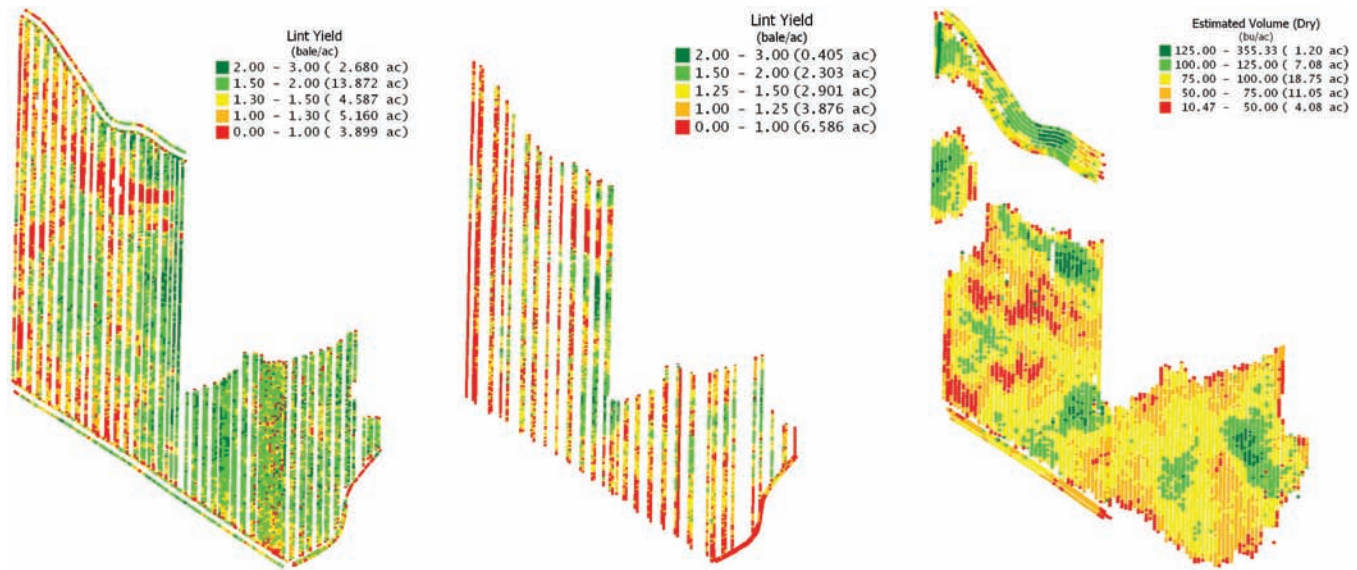 Lint Yield
(bale/ac)
2.00 - 3.00 ( 2.680 ac)
1.50 - 2.00 (13.872 ac)
1.30 - 1.50 ( 4.587 ac)
1.00 - 1.30 ( 5.160 ac)
0.00 - 1.00 ( 3.899 ac)
Lint Yield
(bale/ac)
2.00 - 3.00 (0.405 ac)
1.50 - 2.00 (2.303 ac)
1.25 - 1.50 (2.901 ac)
1.00 - 1.25 (3.876 ac)
0.00 - 1.00 (6.586 ac)
Estimated Volume (Dry)
(bu/ac)
125.00 - 355.33 ( 1.20 ac)
100.00 - 125.00 ( 7.08 ac)
75.00 - 100.00 (18.75 ac)
50.00 - 75.00 (11.05 ac)
10.47 - 50.00 ( 4.08 ac)